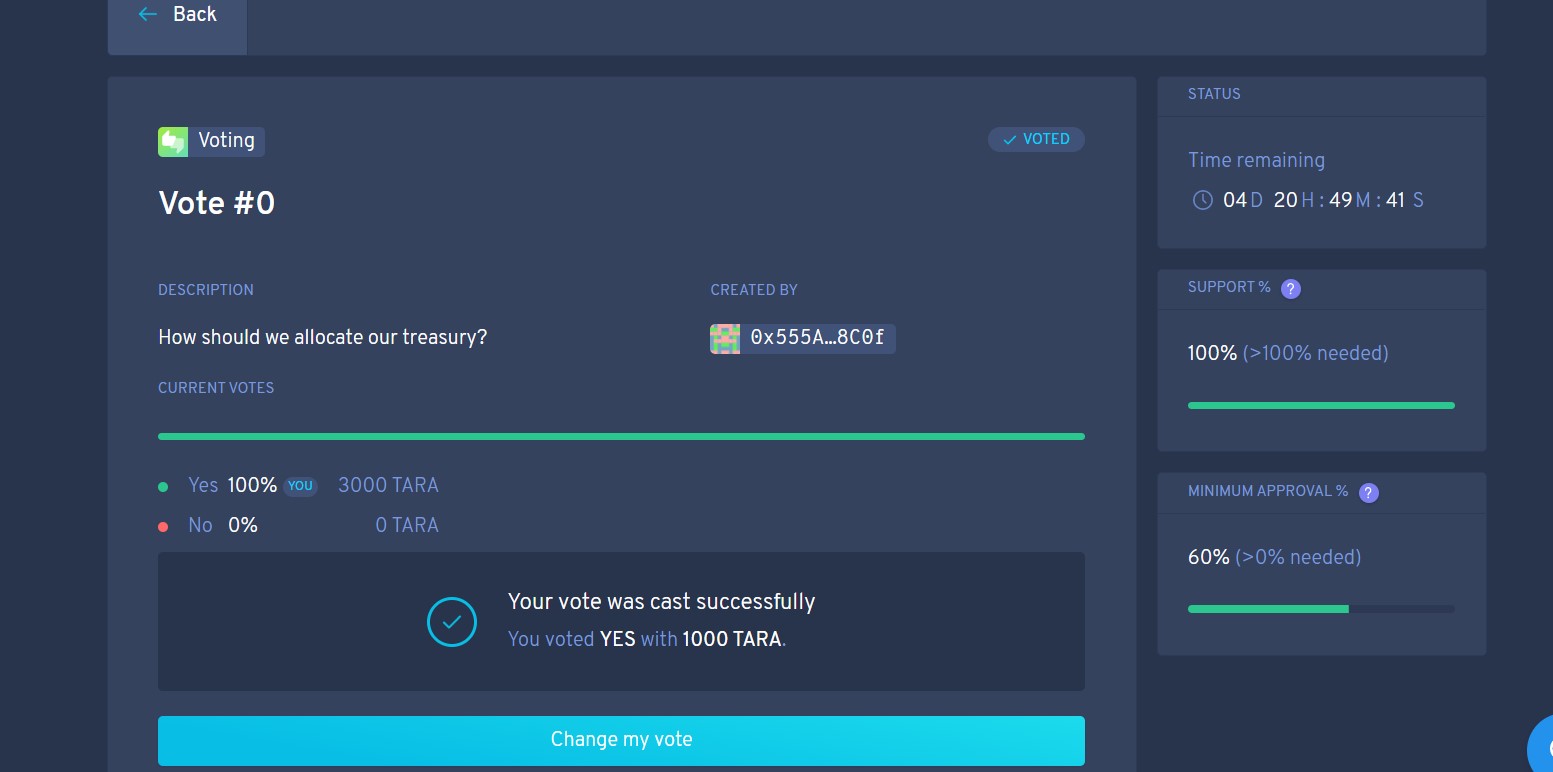 Back
Voting
VOTED
Vote #0
DESCRIPTION
CREATED BY
How should we allocate our treasury?
0x555A…8C0f
CURRENT VOTES
Yes 100% YOU 3000 TARA
No 0% 0 TARA
Your vote was cast successfully
You voted YES with 1000 TARA.
Change my vote
STATUS
Time remaining
04 D 20 H : 49 M : 41 S
SUPPORT % ?
100% (>100% needed)
MINIMUM APPROVAL % ?
60% (>0% needed)